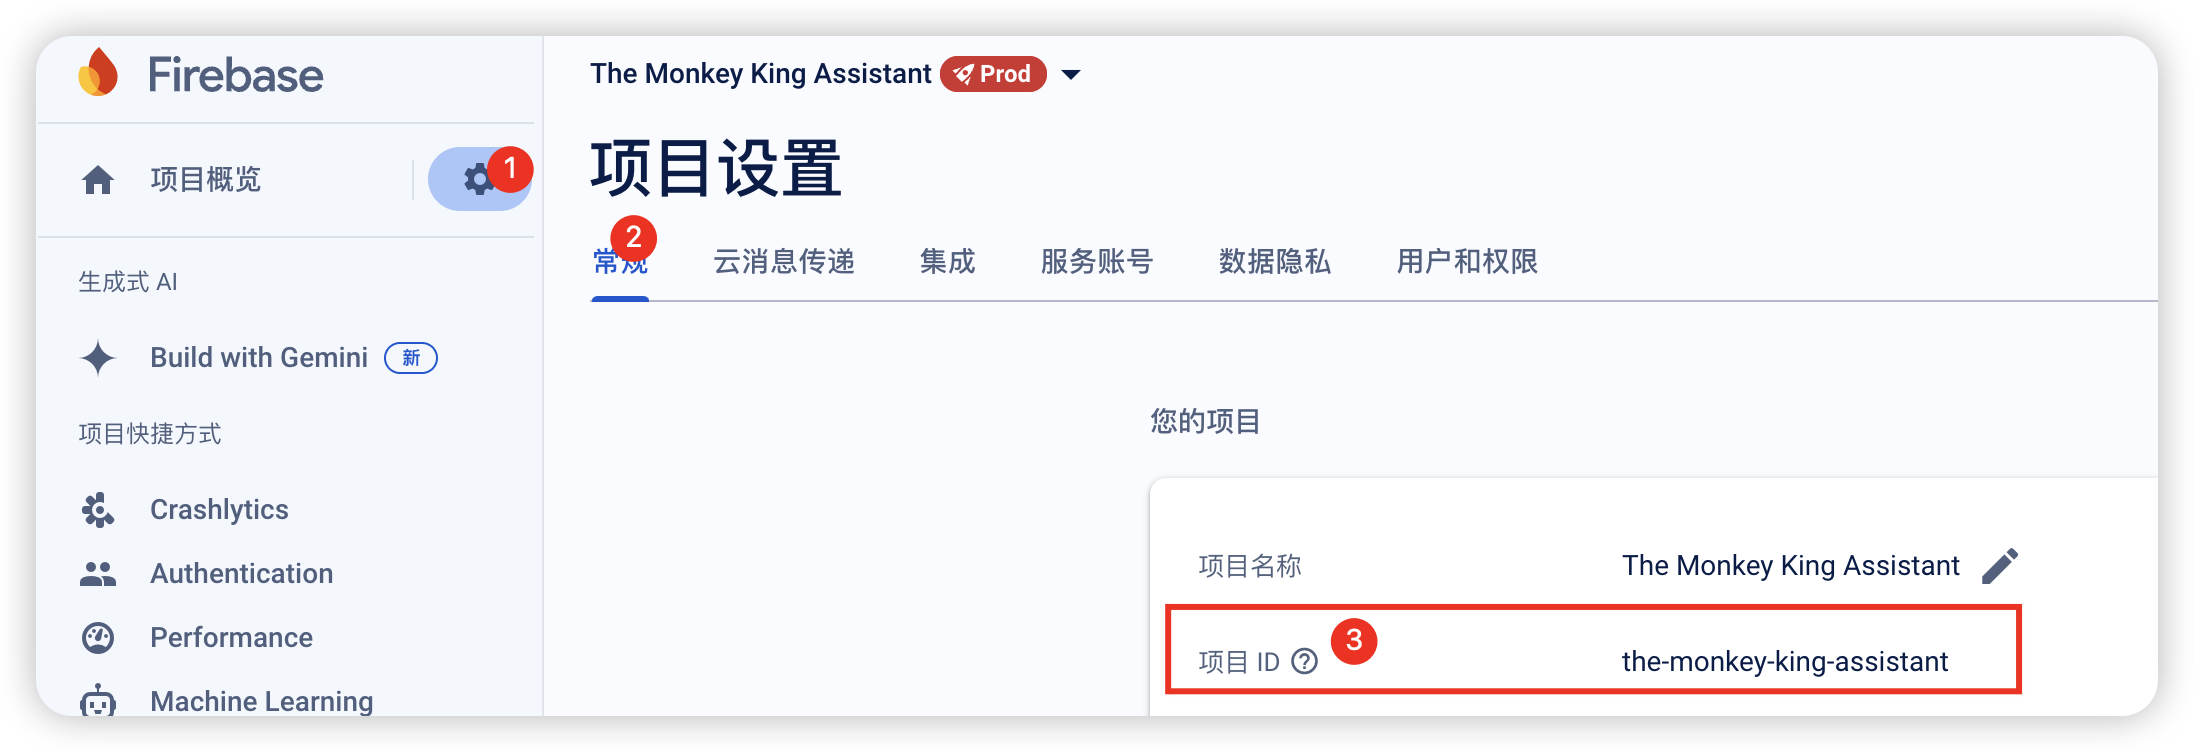 Firebase
项目概览
1
生成式 AI
Build with Gemini 新
项目快捷方式
Crashlytics
Authentication
Performance
Machine Learning
The Monkey King Assistant Prod
项目设置
2
常规 云消息传递 集成 服务账号 数据隐私 用户和权限
您的项目
项目名称 The Monkey King Assistant
项目 ID ? 3 the-monkey-king-assistant